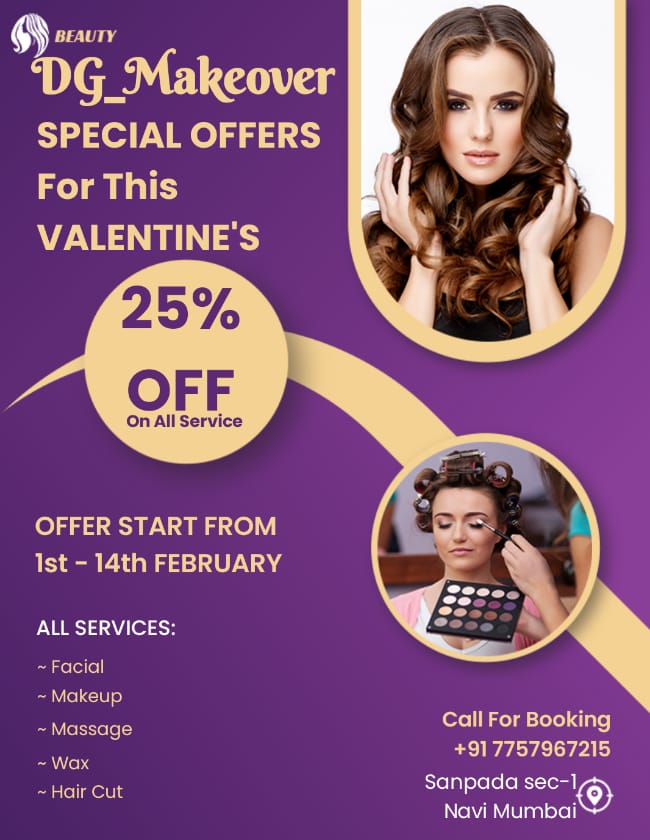 BEAUTY
DG_Makeover
SPECIAL OFFERS
For This
VALENTINE'S
25%
OFF
On All Service
OFFER START FROM
1st - 14th FEBRUARY
ALL SERVICES:
~ Facial
~ Makeup
~ Massage
~ Wax
~ Hair Cut
Call For Booking
+91 7757967215
Sanpada sec-1
Navi Mumbai